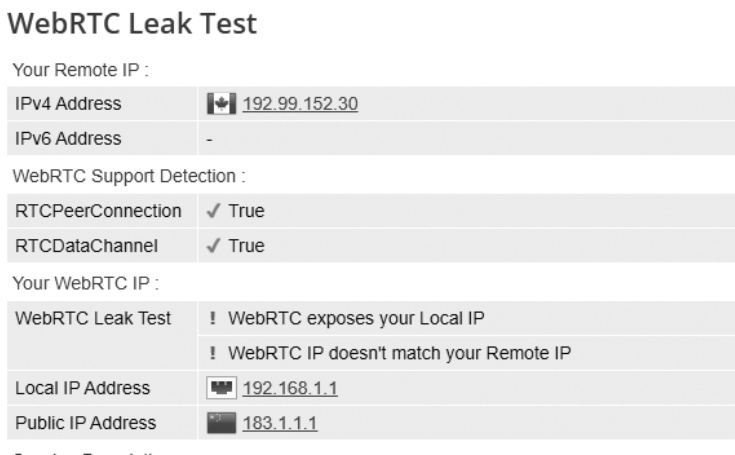 WebRTC Leak Test
Your Remote IP :
IPv4 Address 192.99.152.30
IPv6 Address -
WebRTC Support Detection :
RTCPeerConnection ✓ True
RTCDataChannel ✓ True
Your WebRTC IP :
WebRTC Leak Test ! WebRTC exposes your Local IP
! WebRTC IP doesn't match your Remote IP
Local IP Address 192.168.1.1
Public IP Address 183.1.1.1